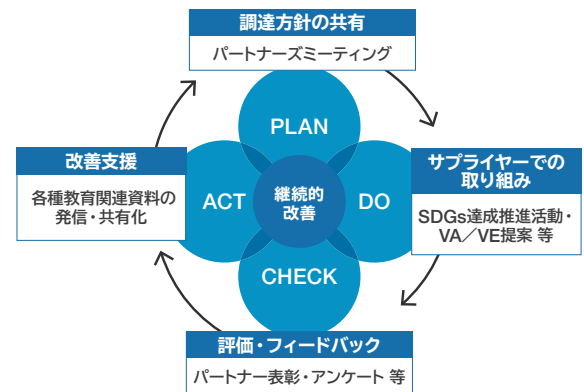 調達方針の共有
パートナーズミーティング
PLAN
改善支援
各種教育関連資料の
発信・共有化
ACT
継続的
改善
DO
サプライヤーでの
取り組み
SDGs達成推進活動・
VA／VE提案 等
CHECK
評価・フィードバック
パートナー表彰・アンケート 等